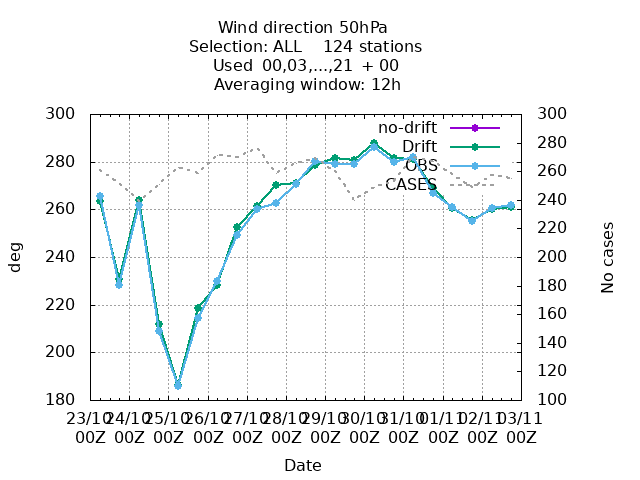 Wind direction 50hPa
Selection: ALL 124 stations
Used 00,03,...,21 + 00
Averaging window: 12h
300 300
280 280
260 260
240 240
220 220
200 200
180 180
160
140
120
100
no-drift
Drift
OBS
CASES
deg
No cases
23/10 24/10 25/10 26/10 27/10 28/10 29/10 30/10 31/10 01/11 02/11 03/11
00Z 00Z 00Z 00Z 00Z 00Z 00Z 00Z 00Z 00Z 00Z 00Z
Date